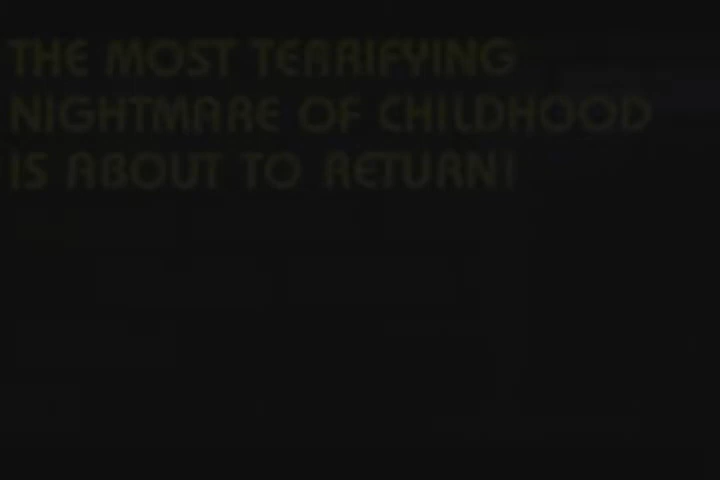 THE MOST TERRIFYING
NIGHTMARE OF CHILDHOOD
IS ABOUT TO RETURN!